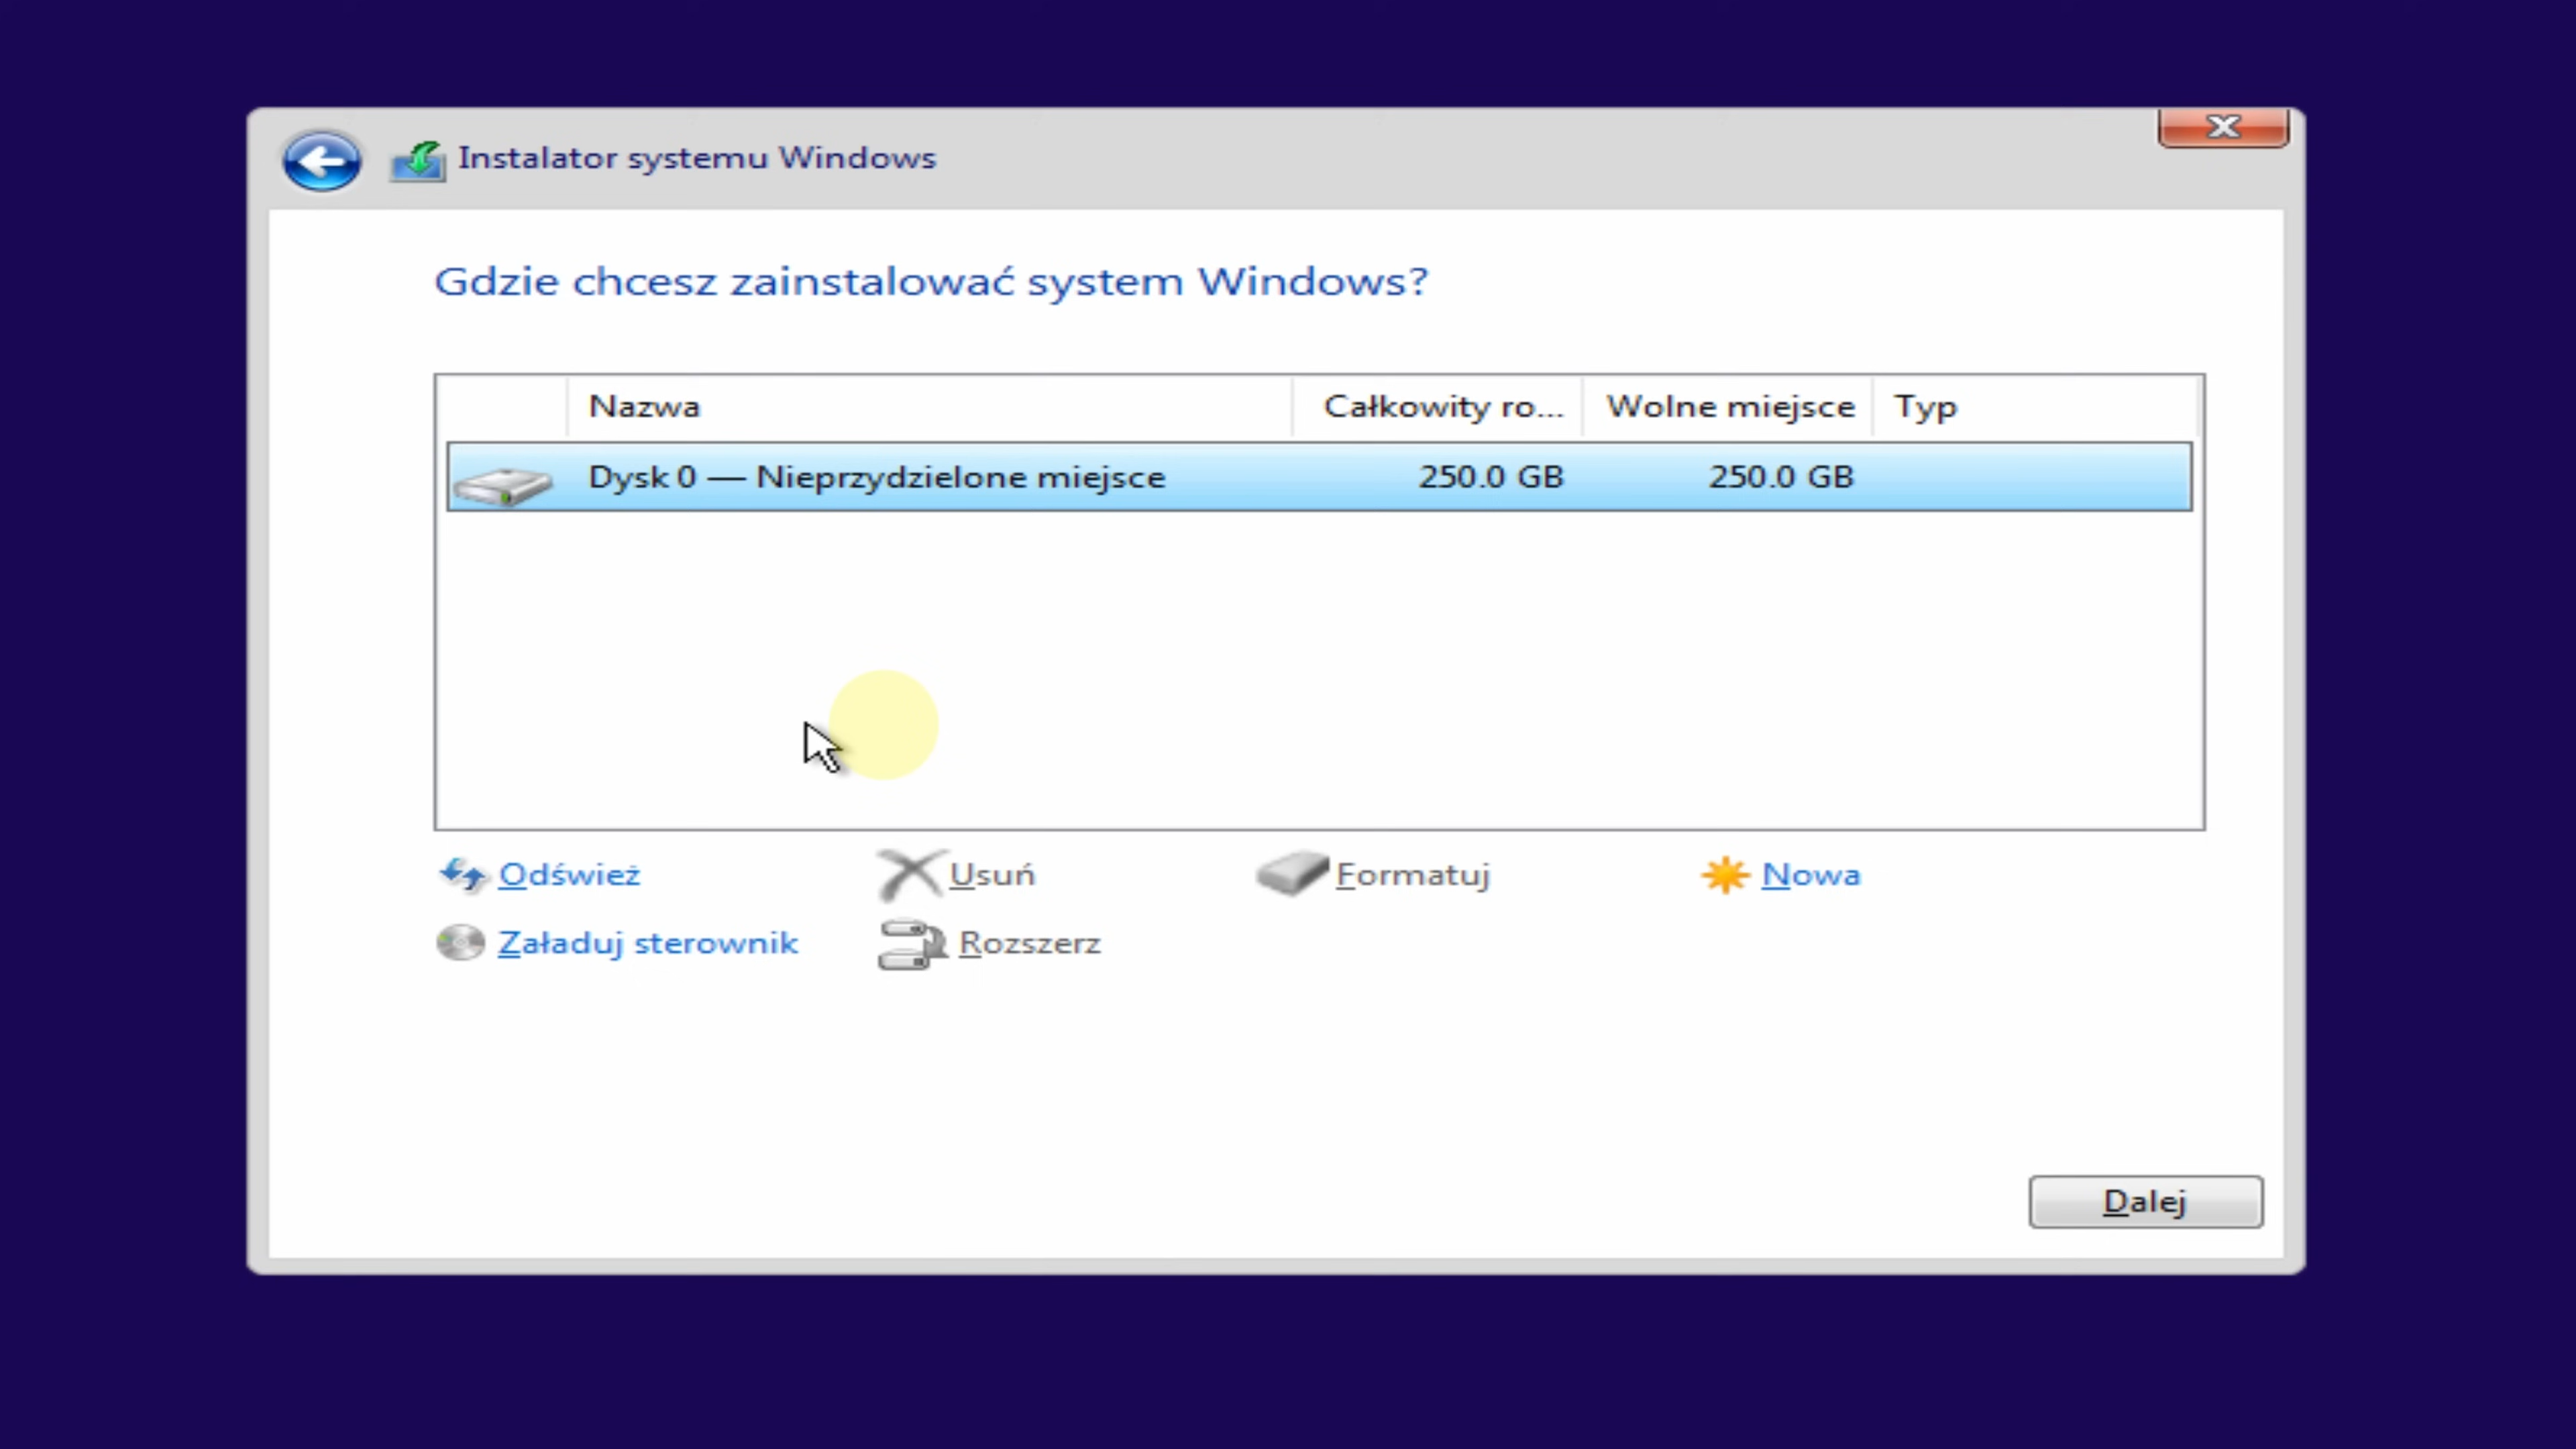 Instalator systemu Windows
Gdzie chcesz zainstalować system Windows?
Nazwa Całkowity ro... Wolne miejsce Typ
Dysk 0 — Nieprzydzielone miejsce 250.0 GB 250.0 GB
Odśwież Usuń Formatuj Nowa
Załaduj sterownik Rozszerz
Dalej